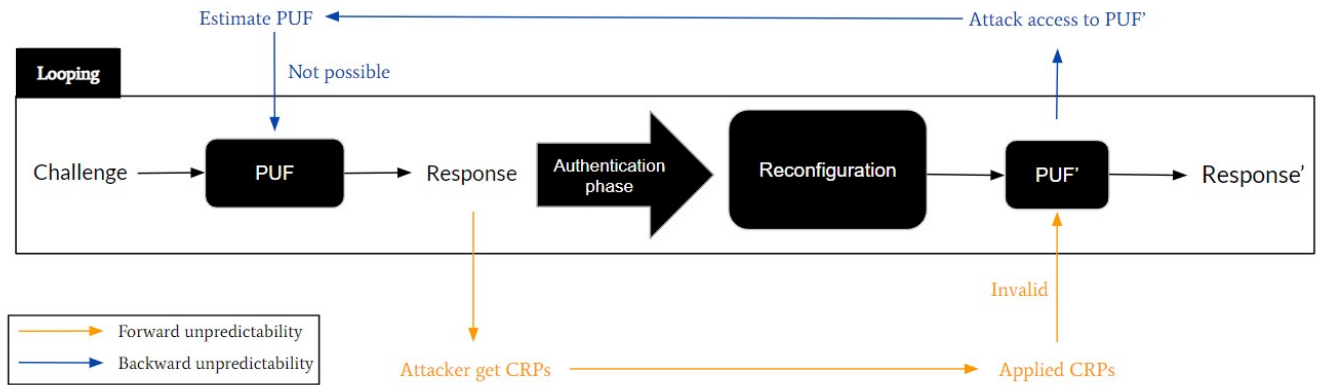 Estimate PUF
Attack access to PUF’
Not possible
Looping
Challenge
PUF
Response
Authentication
phase
Reconfiguration
PUF’
Response’
Invalid
Forward unpredictability
Backward unpredictability
Attacker get CRPs
Applied CRPs